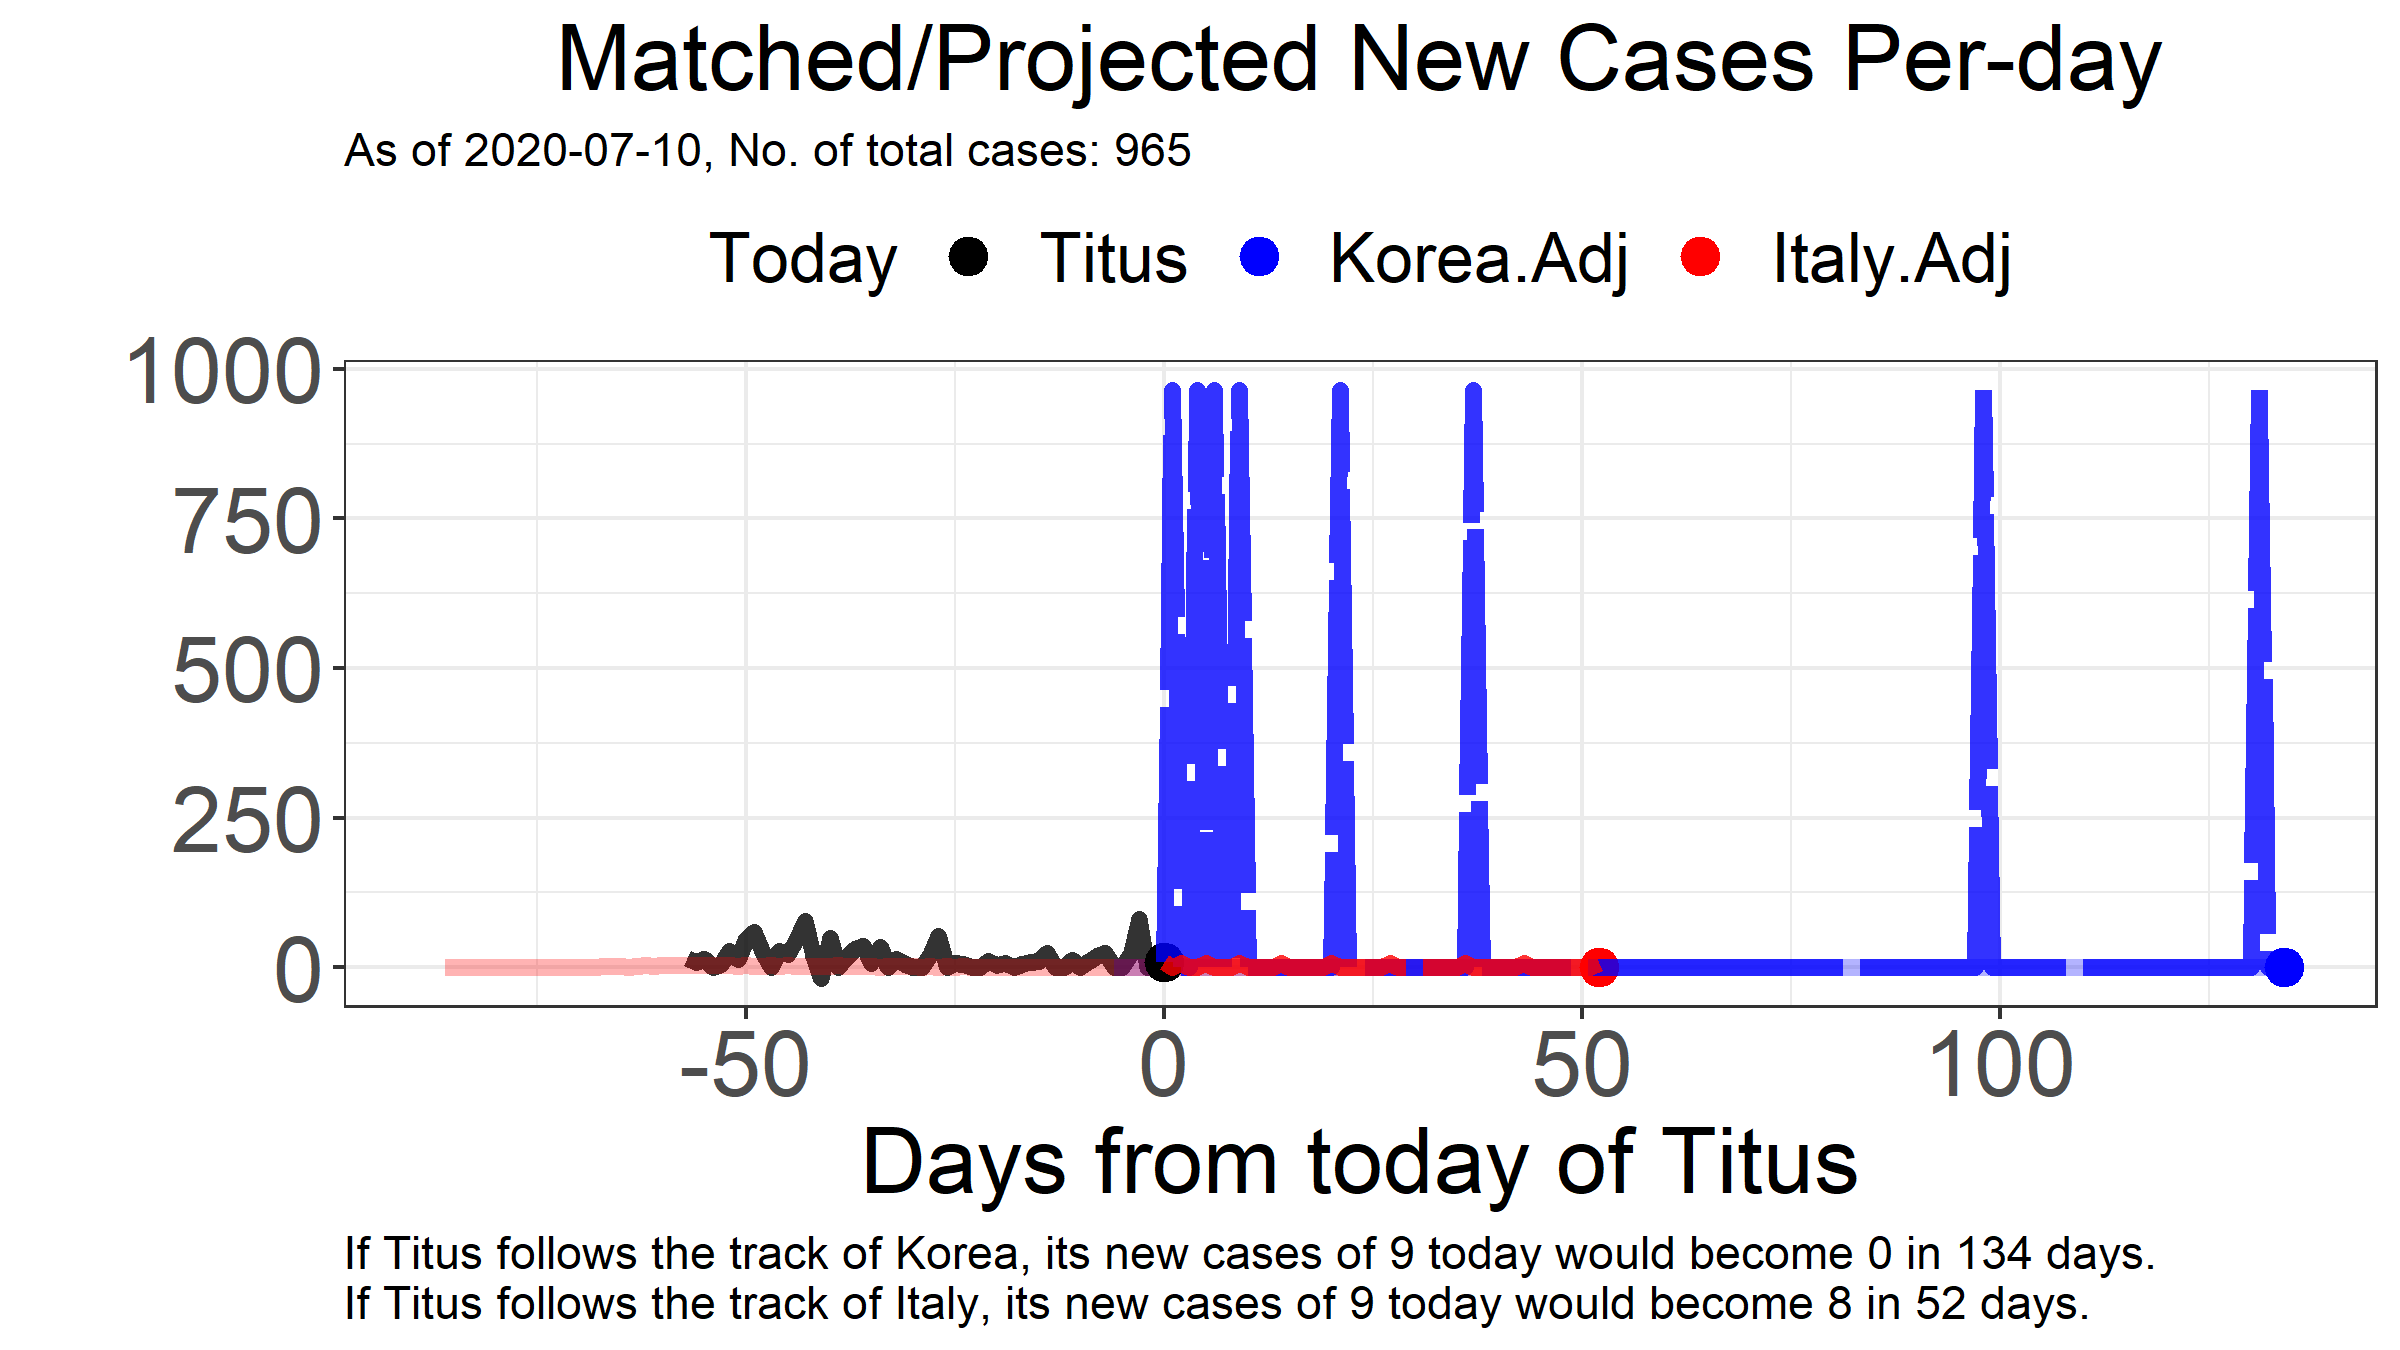 Matched/Projected New Cases Per-day
As of 2020-07-10, No. of total cases: 965
Today Titus Korea.Adj Italy.Adj
1000
750
500
250
0
-50 0 50 100
Days from today of Titus
If Titus follows the track of Korea, its new cases of 9 today would become 0 in 134 days.
If Titus follows the track of Italy, its new cases of 9 today would become 8 in 52 days.